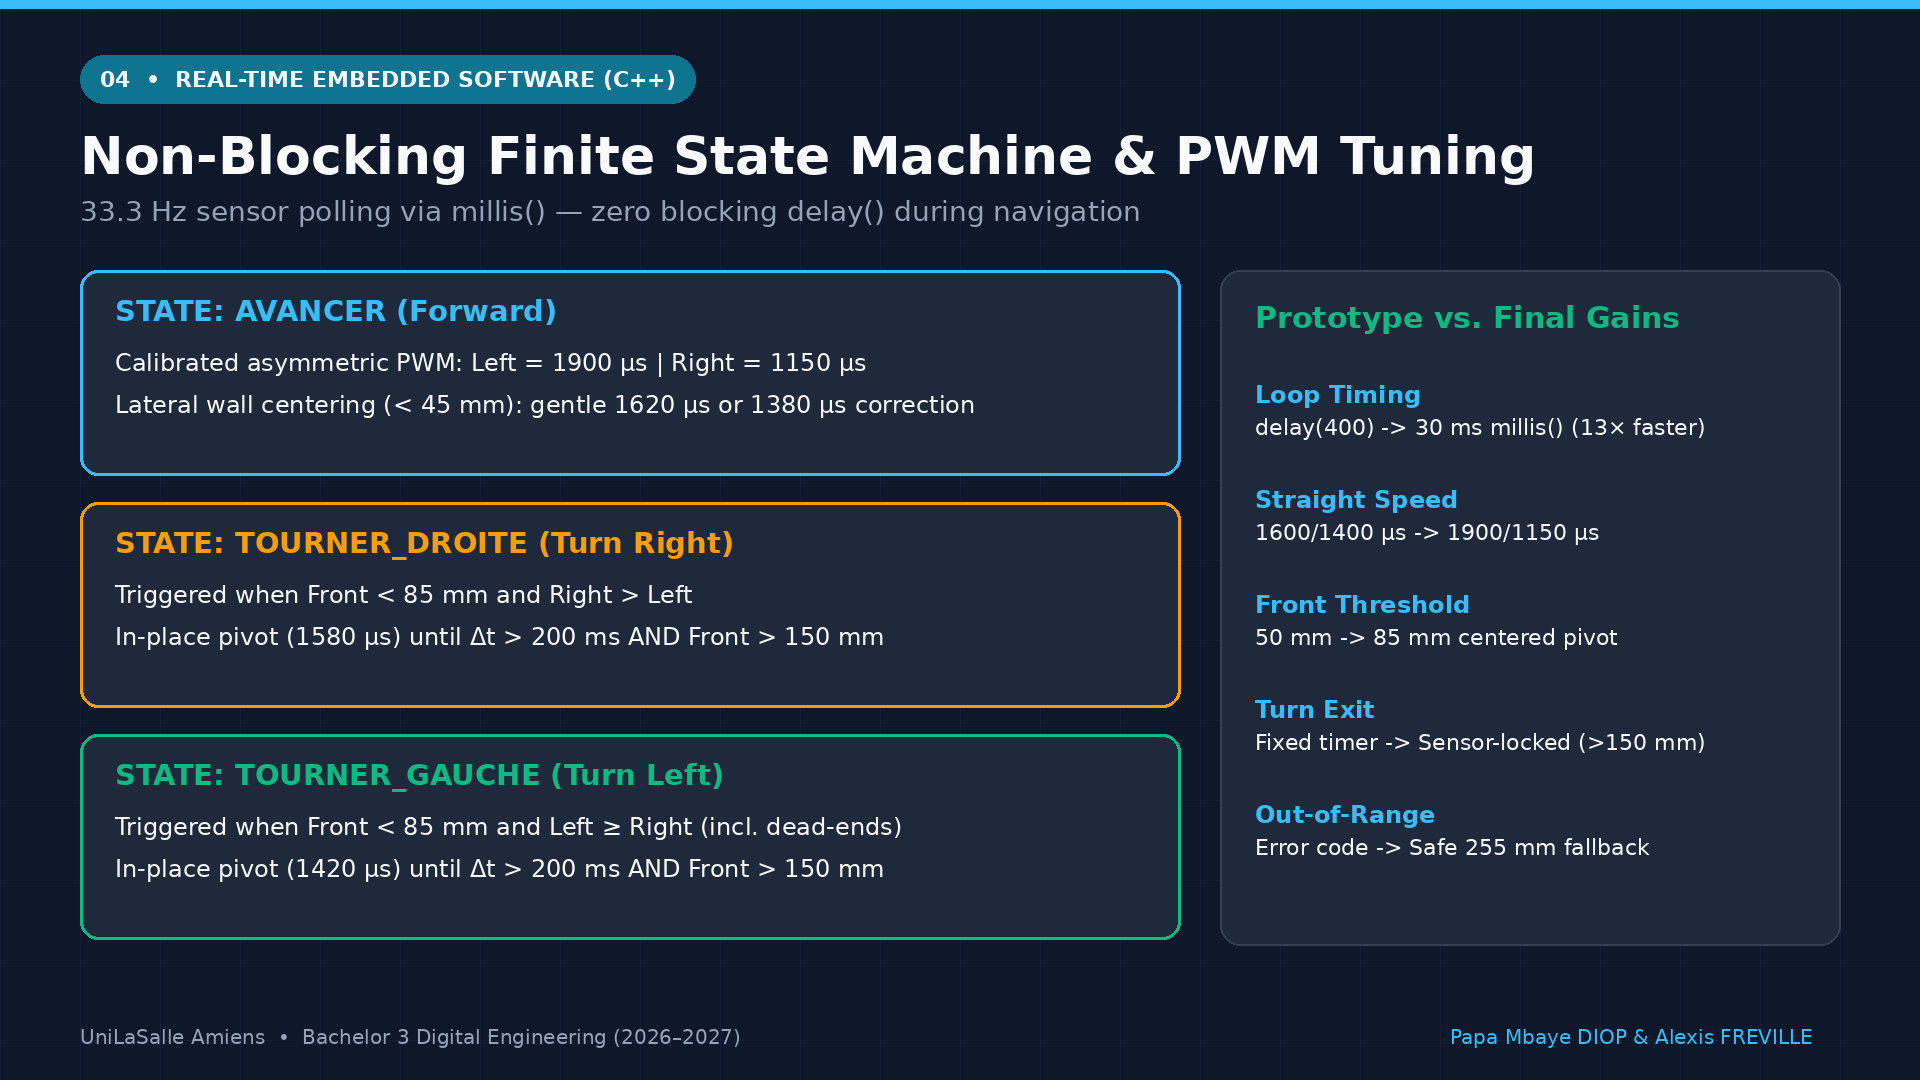 04 • REAL-TIME EMBEDDED SOFTWARE (C++)
Non-Blocking Finite State Machine & PWM Tuning
33.3 Hz sensor polling via millis() — zero blocking delay() during navigation
STATE: AVANCER (Forward)
Calibrated asymmetric PWM: Left = 1900 µs | Right = 1150 µs
Lateral wall centering (< 45 mm): gentle 1620 µs or 1380 µs correction
STATE: TOURNER_DROITE (Turn Right)
Triggered when Front < 85 mm and Right > Left
In-place pivot (1580 µs) until Δt > 200 ms AND Front > 150 mm
STATE: TOURNER_GAUCHE (Turn Left)
Triggered when Front < 85 mm and Left ≥ Right (incl. dead-ends)
In-place pivot (1420 µs) until Δt > 200 ms AND Front > 150 mm
Prototype vs. Final Gains
Loop Timing
delay(400) -> 30 ms millis() (13× faster)
Straight Speed
1600/1400 µs -> 1900/1150 µs
Front Threshold
50 mm -> 85 mm centered pivot
Turn Exit
Fixed timer -> Sensor-locked (>150 mm)
Out-of-Range
Error code -> Safe 255 mm fallback
UniLaSalle Amiens • Bachelor 3 Digital Engineering (2026–2027)
Papa Mbaye DIOP & Alexis FREVILLE